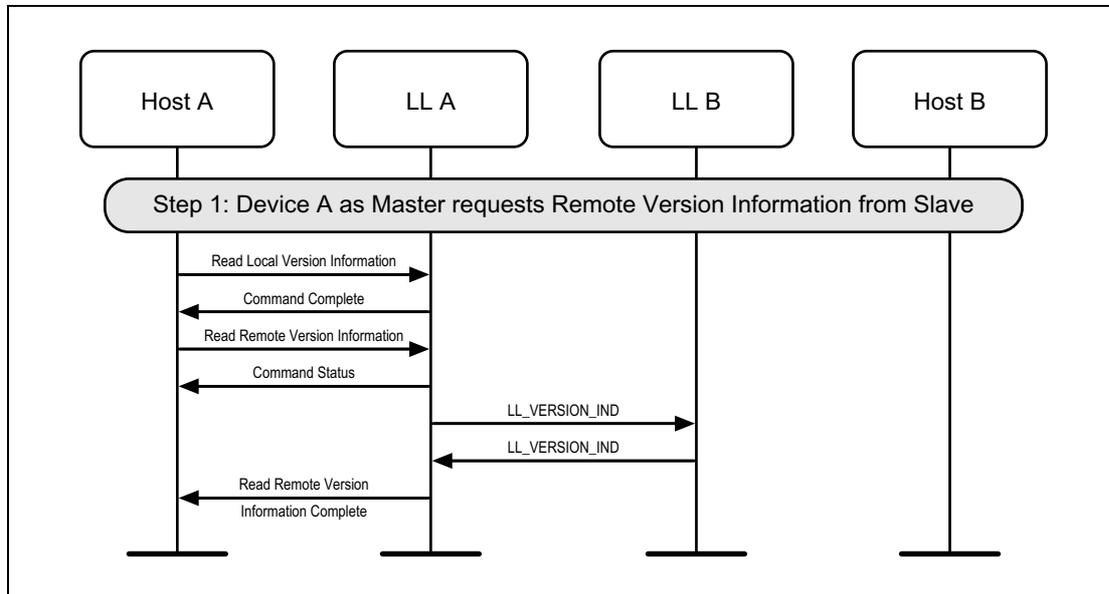 Host A
LL A
LL B
Host B
Step 1: Device A as Master requests Remote Version Information from Slave
Read Local Version Information
Command Complete
Read Remote Version Information
Command Status
LL_VERSION_IND
LL_VERSION_IND
Read Remote Version
Information Complete